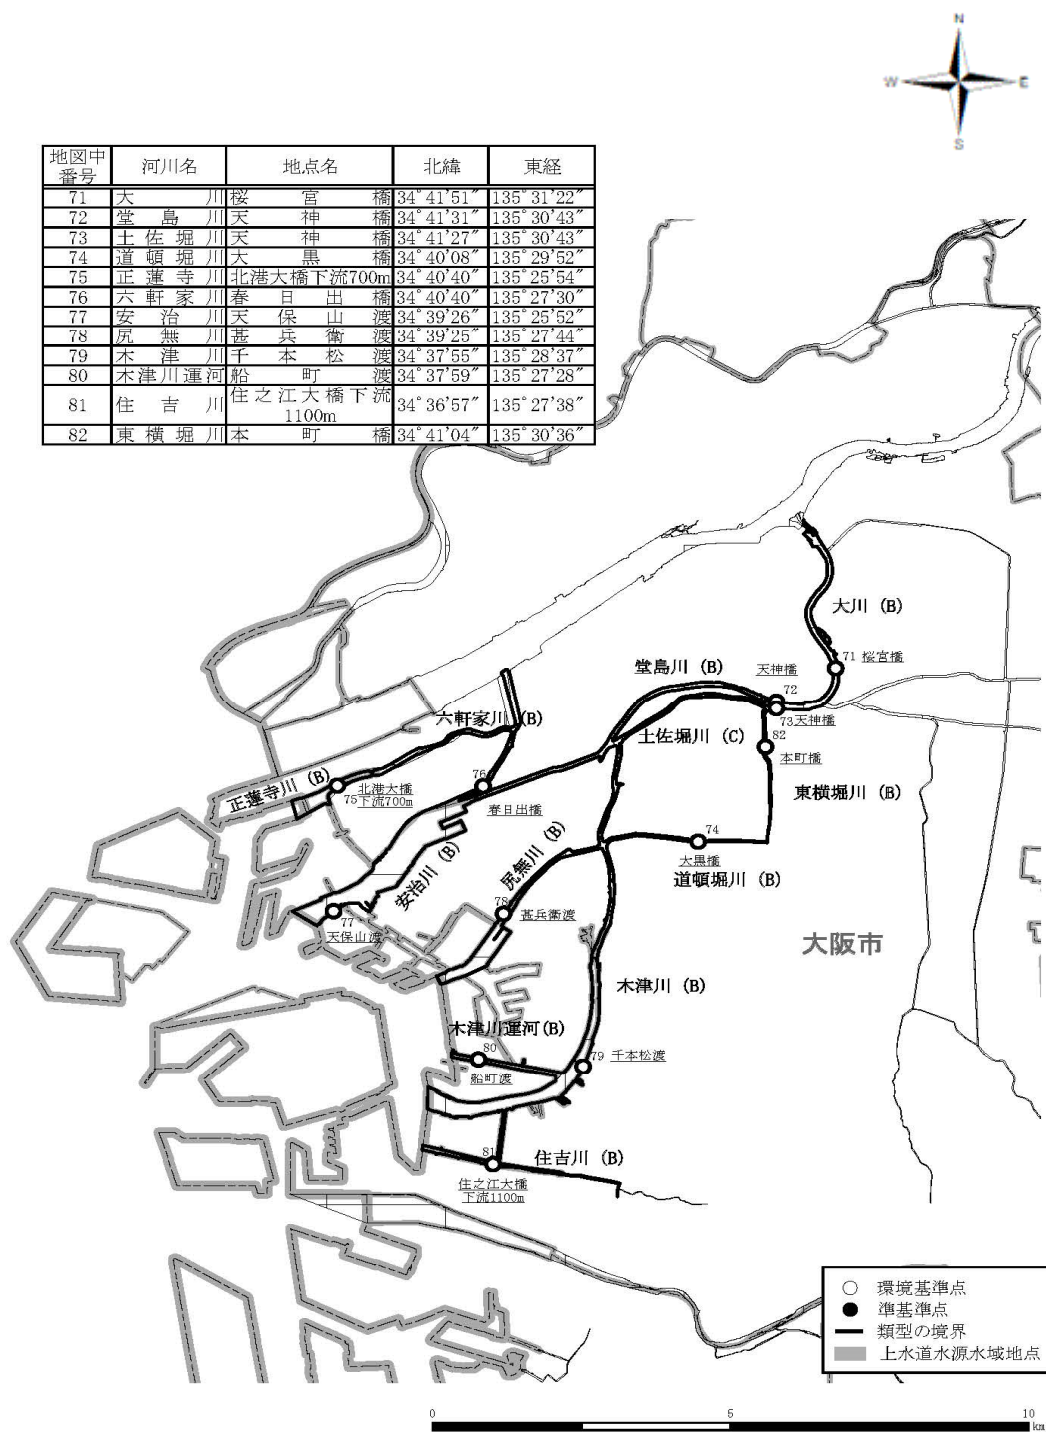 N
W E
S
地図中番号 河川名 地点名 北緯 東経
71 大川 桜宮橋 34°41'51" 135°31'22"
72 堂島川 天神橋 34°41'31" 135°30'43"
73 土佐堀川 天神橋 34°41'27" 135°30'43"
74 道頓堀川 大黒橋 34°40'08" 135°29'52"
75 正蓮寺川 北港大橋下流700m 34°40'40" 135°25'54"
76 六軒家川 春日出橋 34°40'40" 135°27'30"
77 安治川 天保山渡 34°39'26" 135°25'52"
78 尻無川 甚兵衛渡 34°39'25" 135°27'44"
79 木津川 千本松渡 34°37'55" 135°28'37"
80 木津川運河 船町渡 34°37'59" 135°27'28"
81 住吉川 住之江大橋下流1100m 34°36'57" 135°27'38"
82 東横堀川 本町橋 34°41'04" 135°30'36"
大川 (B)
71 桜宮橋
堂島川 (B)
天神橋
72
73天神橋
六軒家川 (B)
土佐堀川 (C)
82
本町橋
正蓮寺川 (B)
75
北港大橋
下流700m
76
春日出橋
東横堀川 (B)
74
大黒橋
道頓堀川 (B)
安治川 (B)
尻無川 (B)
78
甚兵衛渡
77
天保山渡
大阪市
木津川 (B)
木津川運河(B)
80
船町渡
79 千本松渡
81
住吉川 (B)
住之江大橋
下流1100m
環境基準点
準基準点
類型の境界
上水道水源水域地点
0 5 10
km